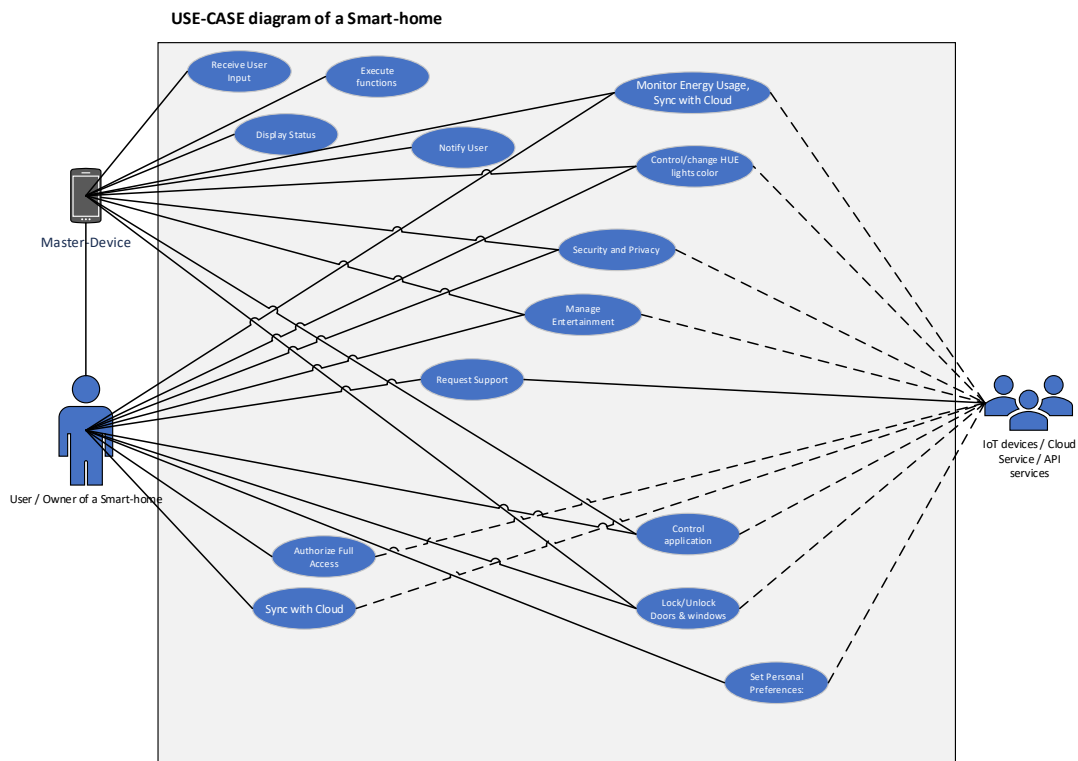 USE-CASE diagram of a Smart-home
Receive User
Input
Execute
functions
Monitor Energy Usage,
Sync with Cloud
Display Status
Notify User
Control/change HUE
lights color
Master-Device
Security and Privacy
Manage
Entertainment
Request Support
IoT devices / Cloud
Service / API
services
User / Owner of a Smart-home
Control
application
Authorize Full
Access
Sync with Cloud
Lock/Unlock
Doors & windows
Set Personal
Preferences: